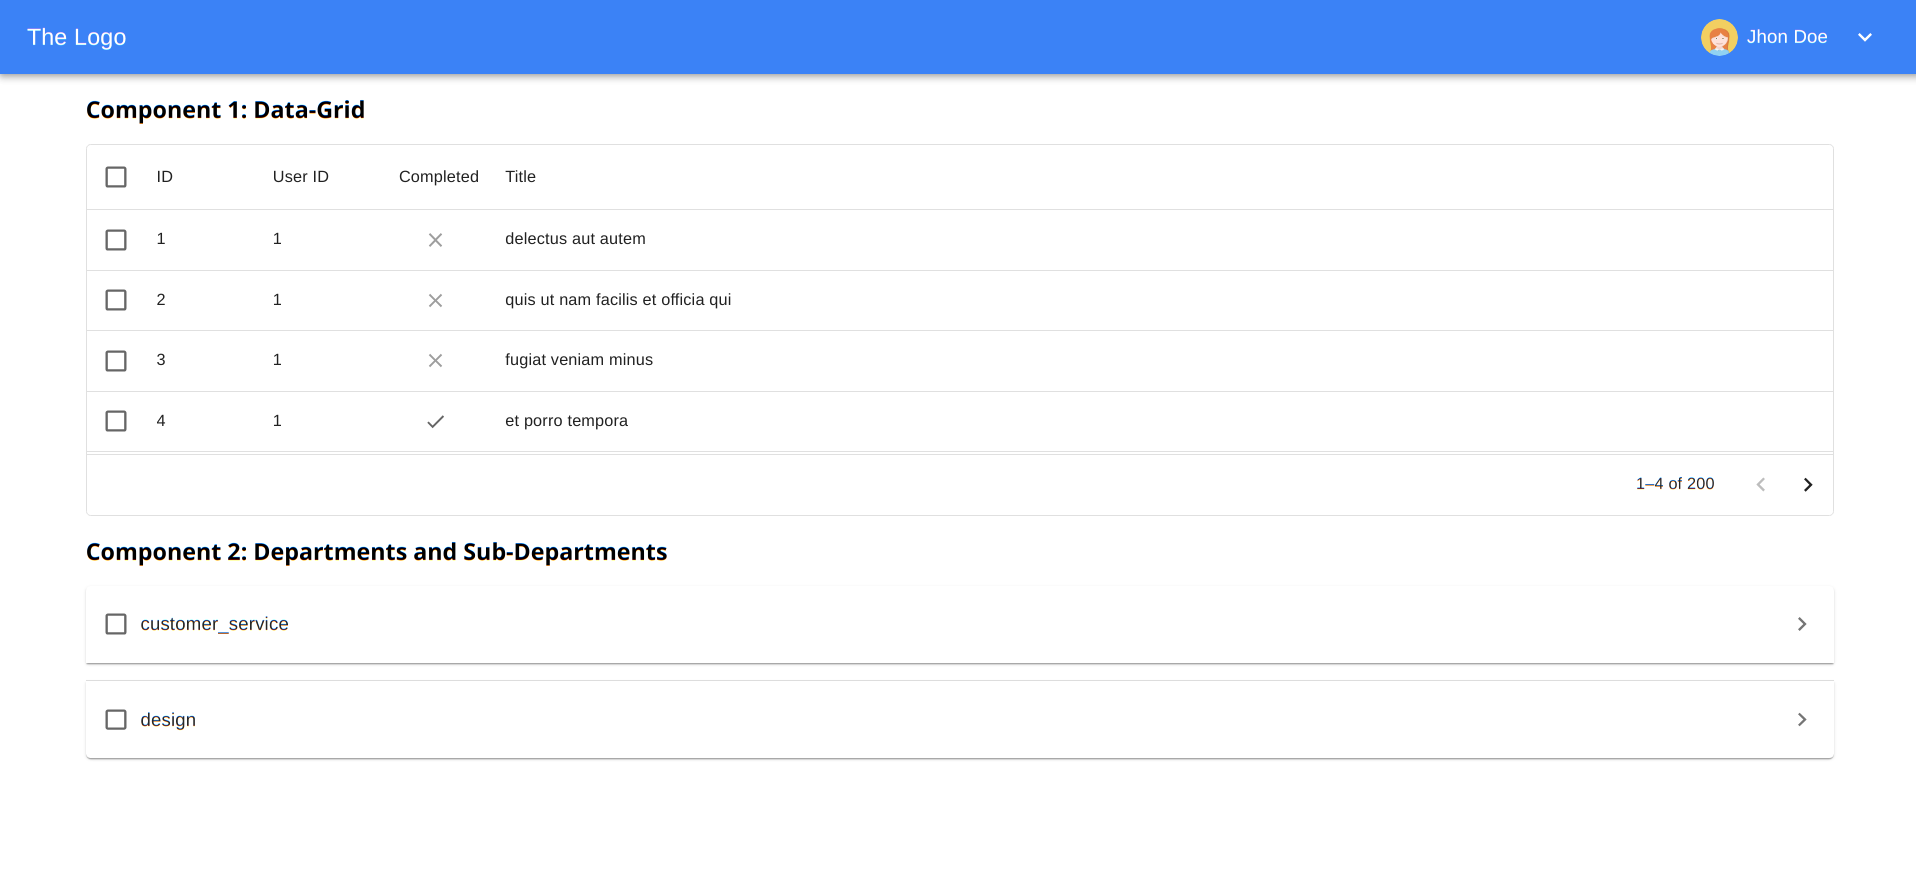 The Logo
Jhon Doe
Component 1: Data-Grid
ID User ID Completed Title
1 1 delectus aut autem
2 1 quis ut nam facilis et officia qui
3 1 fugiat veniam minus
4 1 et porro tempora
1–4 of 200
Component 2: Departments and Sub-Departments
customer_service
design